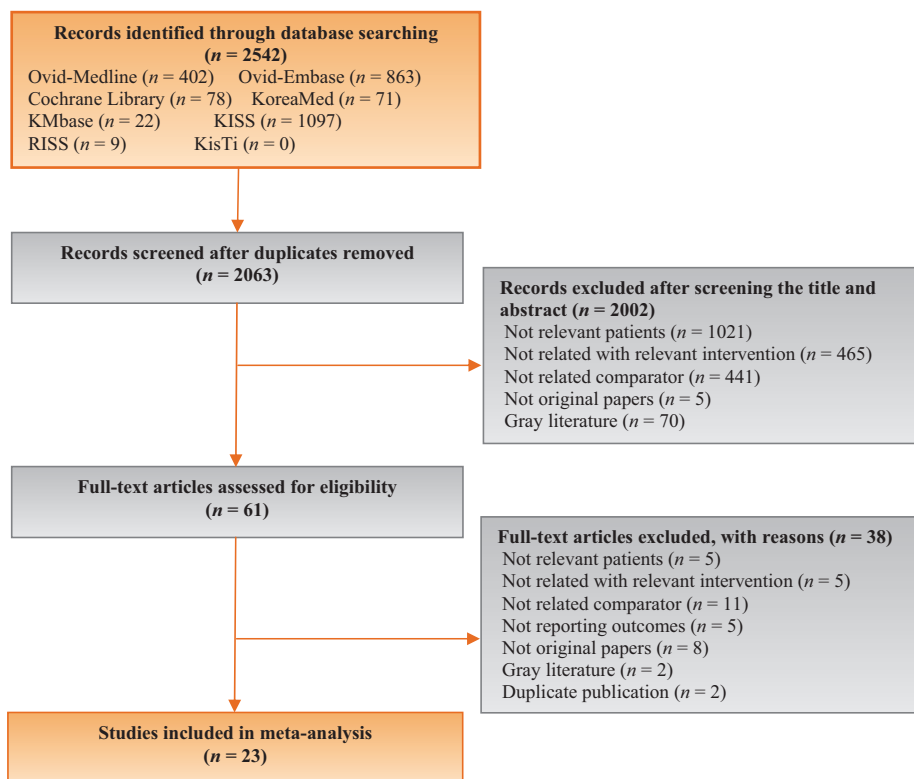 Records identified through database searching
(n = 2542)
Ovid-Medline (n = 402) Ovid-Embase (n = 863)
Cochrane Library (n = 78) KoreaMed (n = 71)
KMbase (n = 22) KISS (n = 1097)
RISS (n = 9) KisTi (n = 0)
Records screened after duplicates removed
(n = 2063)
Records excluded after screening the title and
abstract (n = 2002)
Not relevant patients (n = 1021)
Not related with relevant intervention (n = 465)
Not related comparator (n = 441)
Not original papers (n = 5)
Gray literature (n = 70)
Full-text articles assessed for eligibility
(n = 61)
Full-text articles excluded, with reasons (n = 38)
Not relevant patients (n = 5)
Not related with relevant intervention (n = 5)
Not related comparator (n = 11)
Not reporting outcomes (n = 5)
Not original papers (n = 8)
Gray literature (n = 2)
Duplicate publication (n = 2)
Studies included in meta-analysis
(n = 23)